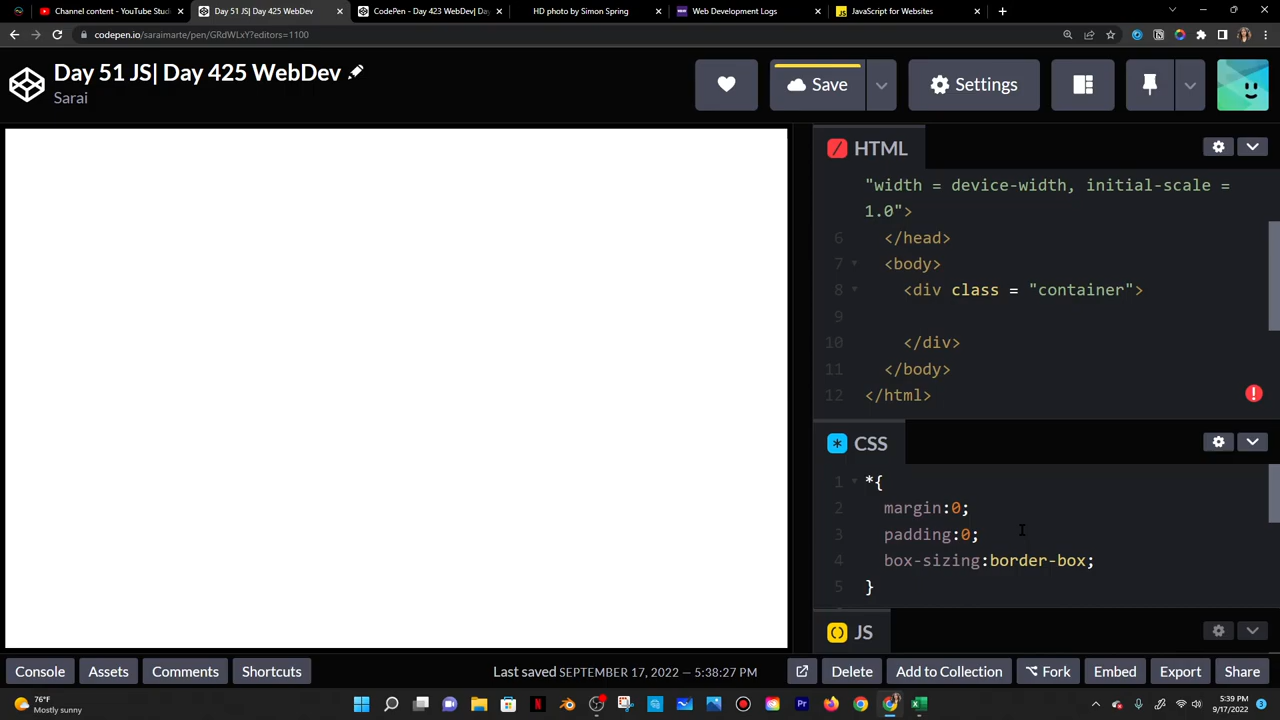 Channel content - YouTube Studi
Day 51 JS| Day 425 WebDev
CodePen - Day 423 WebDev| Da
HD photo by Simon Spring
Web Development Logs
JavaScript for Websites
codepen.io/saraimarte/pen/GRdWLxY?editors=1100
Day 51 JS| Day 425 WebDev
Sarai
Save
Settings
HTML
"width = device-width, initial-scale =
1.0">
6 </head>
7 <body>
8 <div class = "container">
9
10 </div>
11 </body>
12 </html>
CSS
1 *{
2 margin:0;
3 padding:0;
4 box-sizing:border-box;
5 }
JS
Console
Assets
Comments
Shortcuts
Last saved SEPTEMBER 17, 2022 — 5:38:27 PM
Delete
Add to Collection
Fork
Embed
Export
Share
76°F
Mostly sunny
5:39 PM
9/17/2022